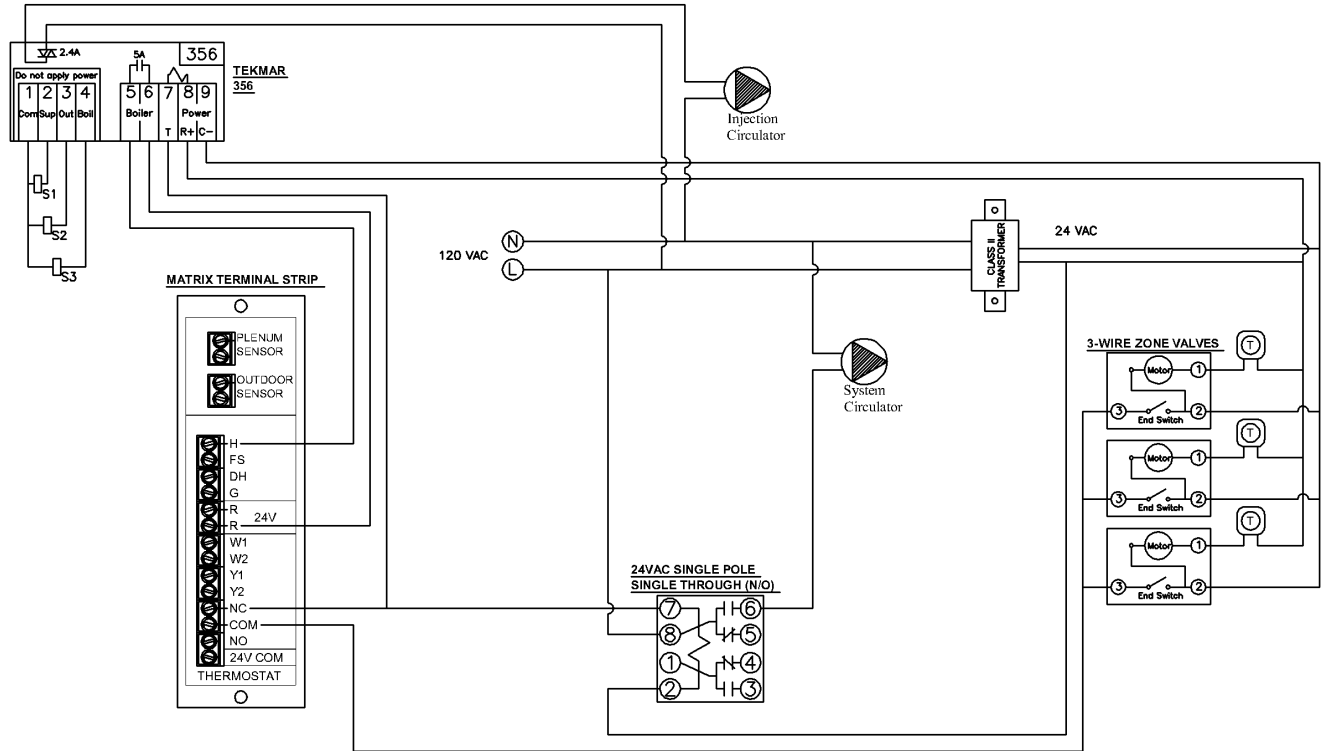 2.4A
356
TEKMAR
356
5A
Do not apply power
1 2 3 4
Com Sup Out Boil
5 6 7 8 9
Boiler
Power
T R+ C-
S1
S2
S3
Injection
Circulator
N
120 VAC
L
CLASS II
TRANSFORMER
24 VAC
MATRIX TERMINAL STRIP
PLENUM
SENSOR
OUTDOOR
SENSOR
H
FS
DH
G
R
24V
R
W1
W2
Y1
Y2
NC
COM
NO
24V COM
THERMOSTAT
System
Circulator
24VAC SINGLE POLE
SINGLE THROUGH (N/O)
7 6
8 5
1 4
2 3
3-WIRE ZONE VALVES
T
Motor 1
3 2
End Switch
T
Motor 1
3 2
End Switch
T
Motor 1
3 2
End Switch